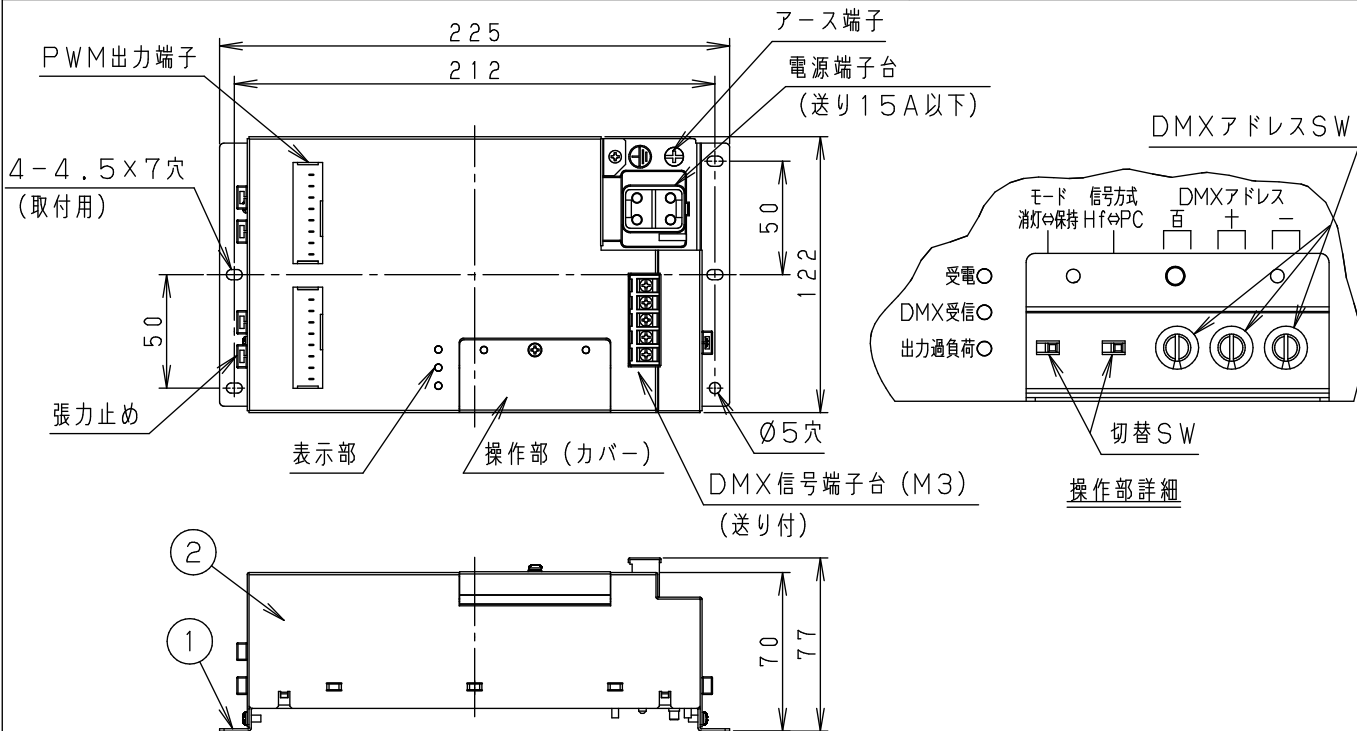 225
212
PWM出力端子
アース端子
電源端子台
(送り15A以下)
4-4.5×7穴
(取付用)
50
122
50
張力止め
表示部
操作部(カバー)
Ø5穴
DMX信号端子台(M3)
(送り付)
DMXアドレスSW
モード 信号方式 DMXアドレス
消灯⇔保持 Hf⇔PC 百 十 一
受電
DMX受信
出力過負荷
切替SW
操作部詳細
②
①
70
77